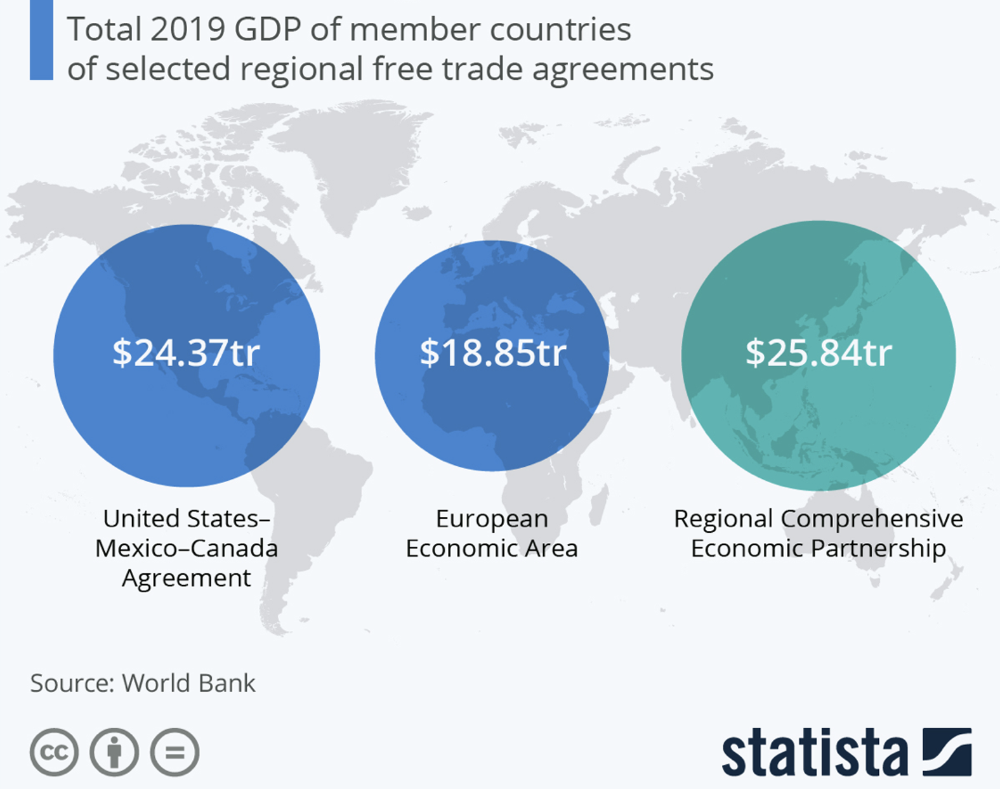 Total 2019 GDP of member countries
of selected regional free trade agreements
$24.37tr
$18.85tr
$25.84tr
United States–
Mexico–Canada
Agreement
European
Economic Area
Regional Comprehensive
Economic Partnership
Source: World Bank
cc
=
statista